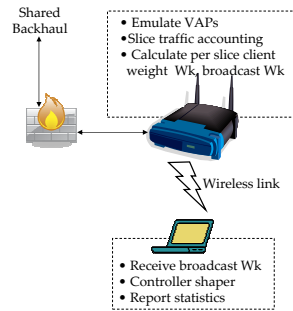 Shared
Backhaul
• Emulate VAPs
•Slice traffic accounting
• Calculate per slice client
weight Wk, broadcast Wk
Wireless link
• Receive broadcast Wk
• Controller shaper
• Report statistics